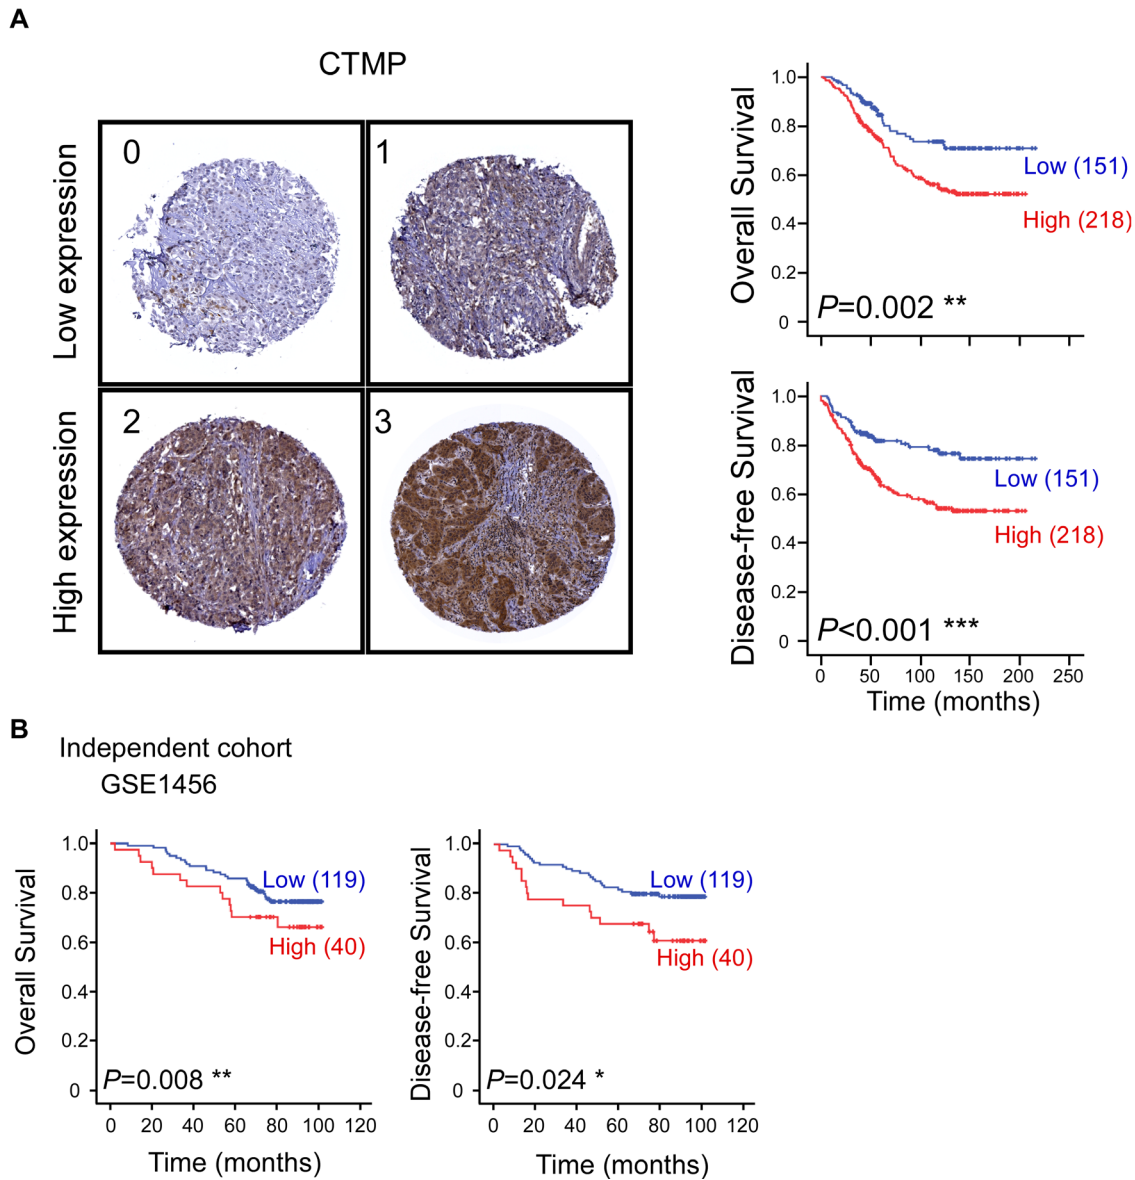 A
CTMP
Low expression
0
1
High expression
2
3
Overall Survival
1.0
0.8
0.6
0.4
0.2
0
Low (151)
High (218)
P=0.002 **
Disease-free Survival
1.0
0.8
0.6
0.4
0.2
0
Low (151)
High (218)
P<0.001 ***
0 50 100 150 200 250
Time (months)
B
Independent cohort
GSE1456
Overall Survival
1.0
0.8
0.6
0.4
0.2
0
Low (119)
High (40)
P=0.008 **
0 20 40 60 80 100 120
Time (months)
Disease-free Survival
1.0
0.8
0.6
0.4
0.2
0
Low (119)
High (40)
P=0.024 *
0 20 40 60 80 100 120
Time (months)